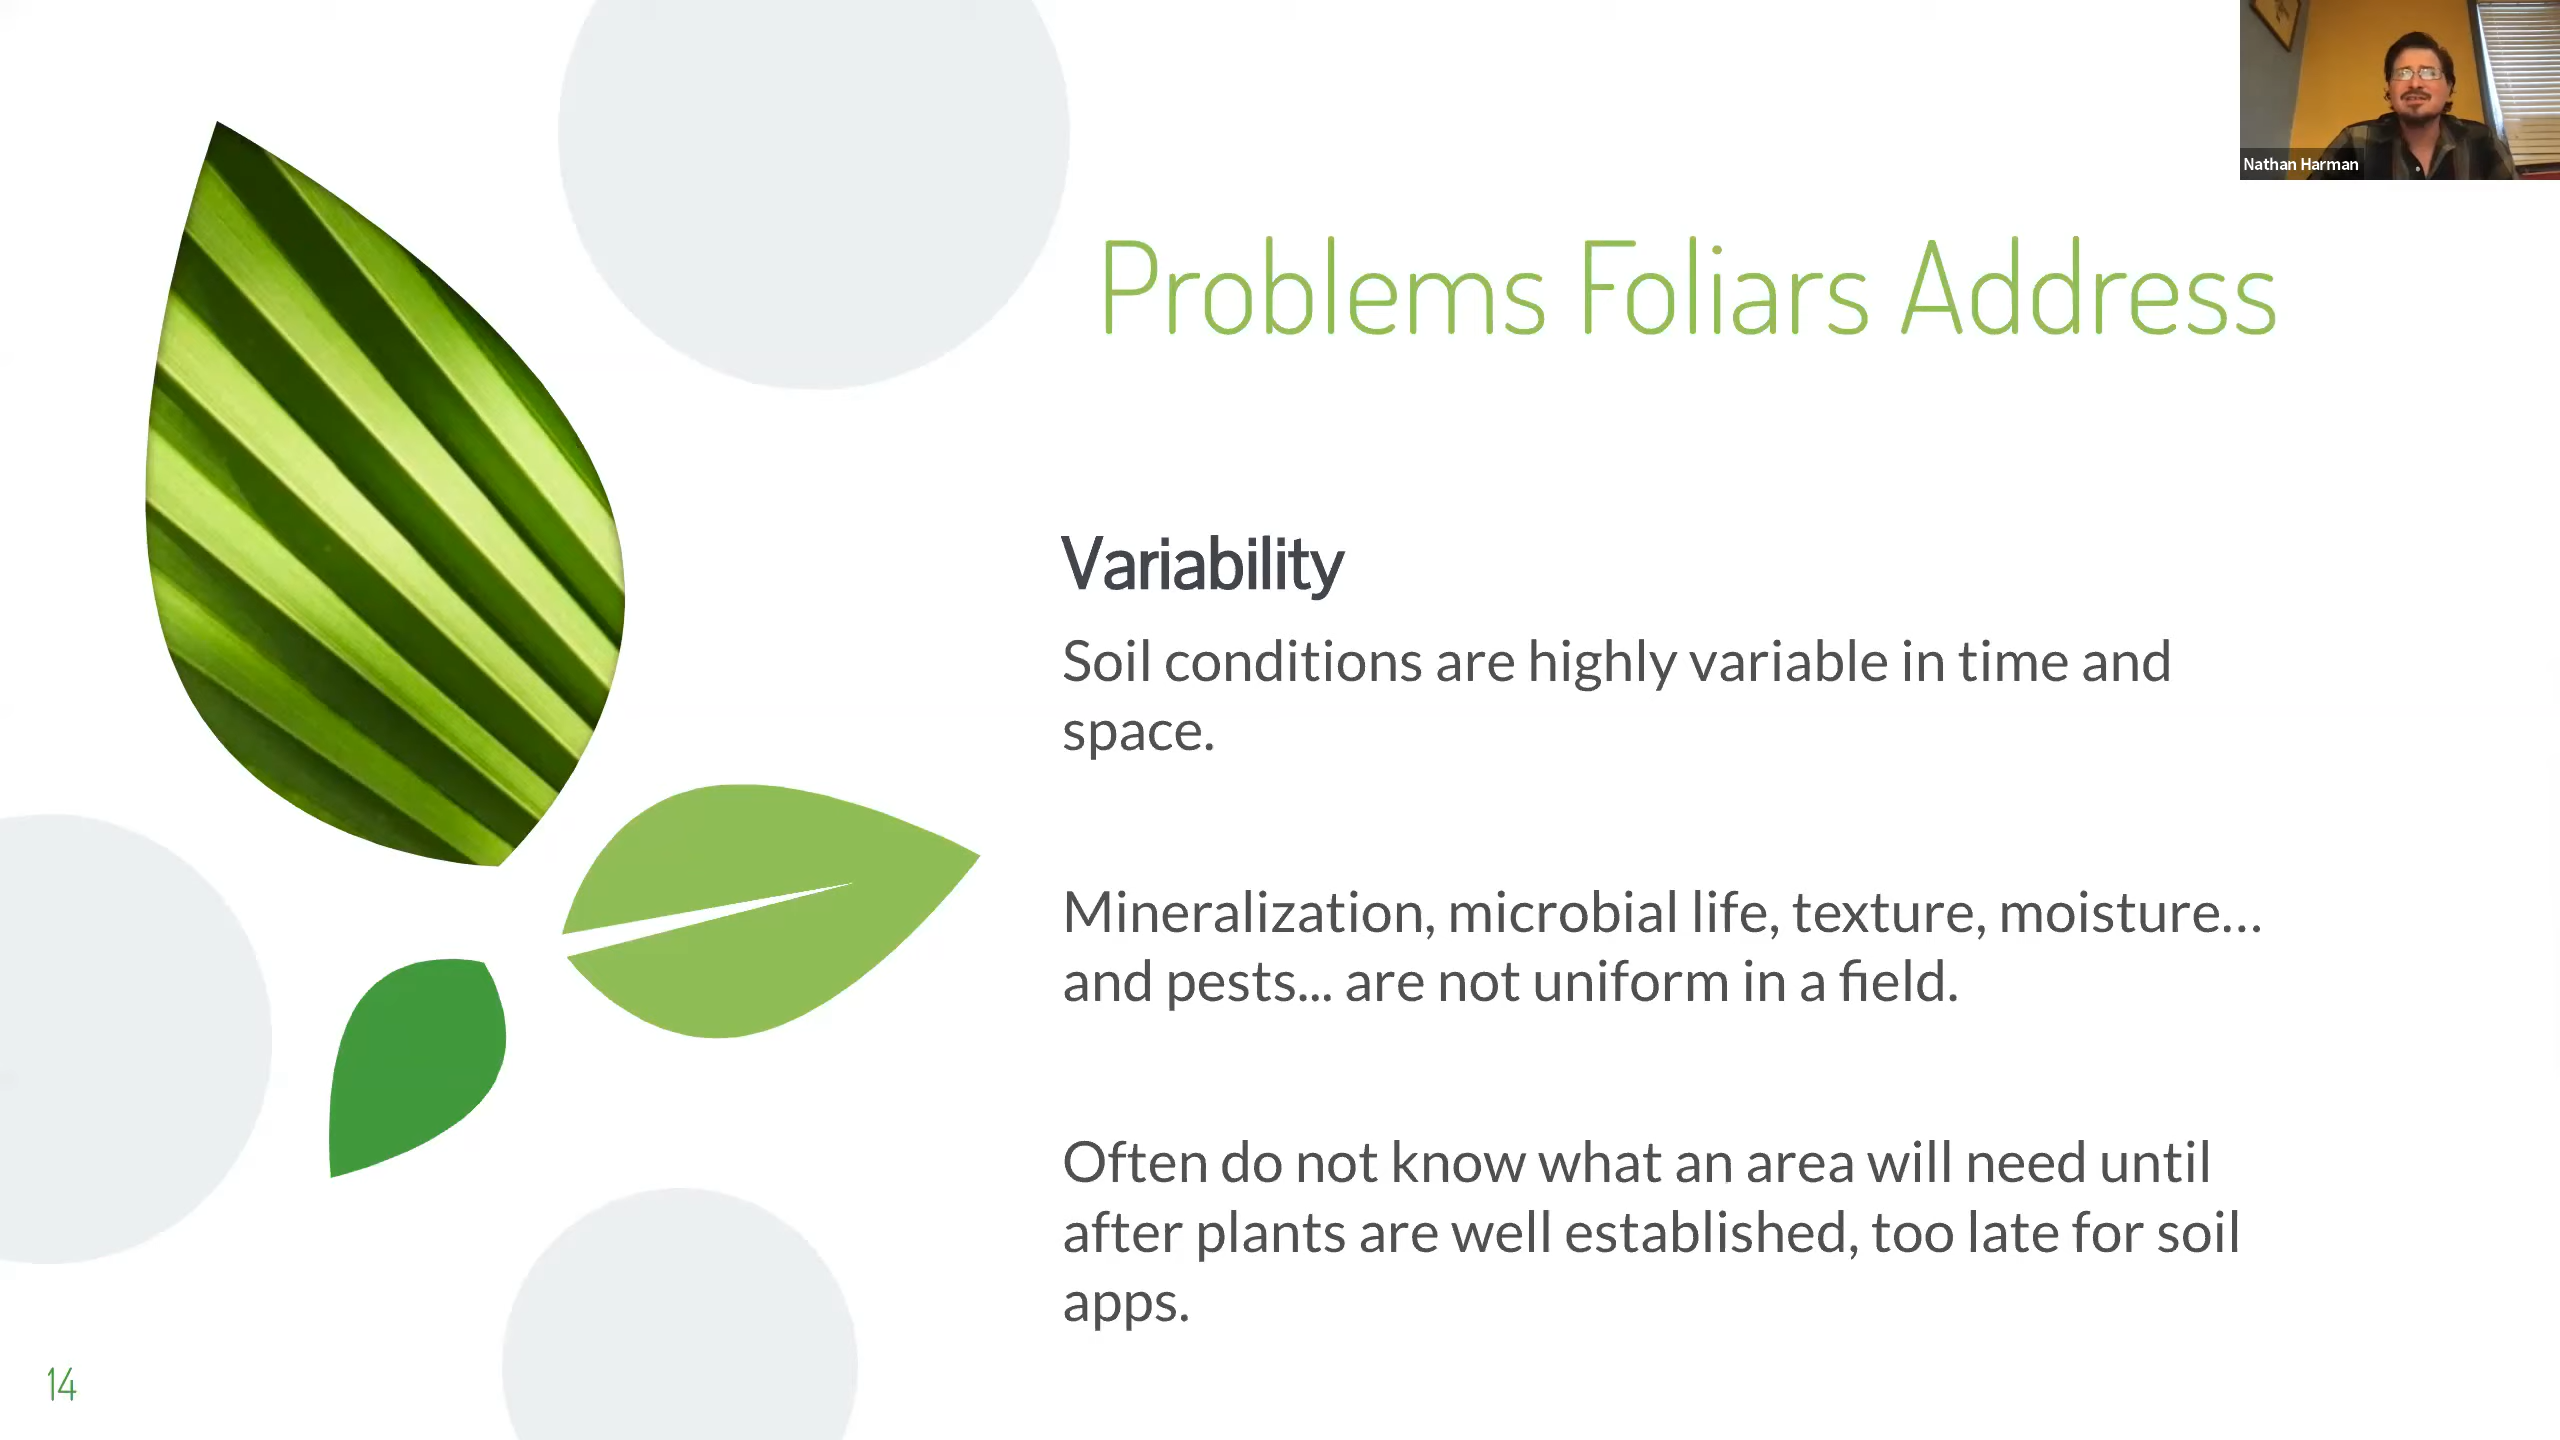 Nathan Harman
Problems Foliars Address
Variability
Soil conditions are highly variable in time and
space.
Mineralization, microbial life, texture, moisture...
and pests... are not uniform in a field.
Often do not know what an area will need until
after plants are well established, too late for soil
apps.
14